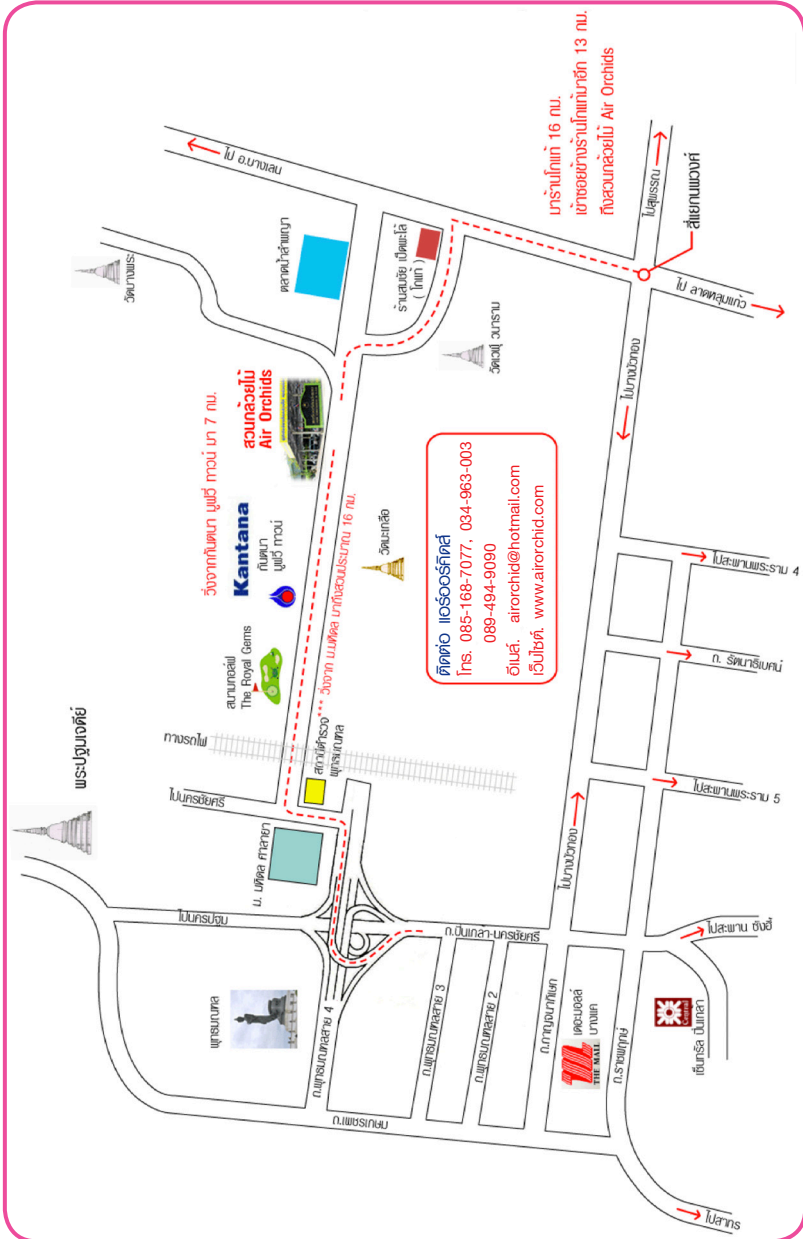 พระปฐมเจดีย์
วัดบางพระ
ไป อ.บางเลน
ตลาดน้ำลำพญา
ร้านสมชัย เป็ดพะโล้
( โกแก้ )
มาร้านโกแก้ 16 กม.
เข้าซอยข้างร้านโกแก้มาอีก 13 กม.
ถึงสวนกล้วยไม้ Air Orchids
ไปสุพรรณ
สี่แยกนพวงศ์
ไป ลาดหลุมแก้ว
วิ่งจากกันตนา มูฟวี่ ทาวน์ มา 7 กม.
สวนกล้วยไม้
Air Orchids
Kantana
กันตนา
มูฟวี่ ทาวน์
สนามกอล์ฟ
The Royal Gems
*** วิ่งจาก ม.มหิดล มาถึงสวนประมาณ 16 กม.
วัดมะเกลือ
ทางรถไฟ
สถานีตำรวจ
พุทธมณฑล
ไปนครชัยศรี
ม. มหิดล ศาลายา
ติดต่อ แอร์ออร์คิดส์
โทร. 085-168-7077, 034-963-003
089-494-9090
อีเมล์. airorchid@hotmail.com
เว็บไซต์. www.airorchid.com
ไปบางบัวทอง
ไปสะพานพระราม 4
ถ. รัตนาธิเบศน์
ไปสะพานพระราม 5
ไปบางบัวทอง
ไปนครปฐม
ถ.ปิ่นเกล้า-นครชัยศรี
ไปสะพาน ซังฮี้
พุทธมณฑล
ถ.พุทธมณฑลสาย 4
ถ.พุทธมณฑลสาย 3
ถ.พุทธมณฑลสาย 2
ถ.กาญจนาภิเษก
THE MALL
เดอะมอลล์
บางแค
ถ.ราชพฤกษ์
Central
เซ็นทรัล ปิ่นเกล้า
ถ.เพชรเกษม
ไปสาทร